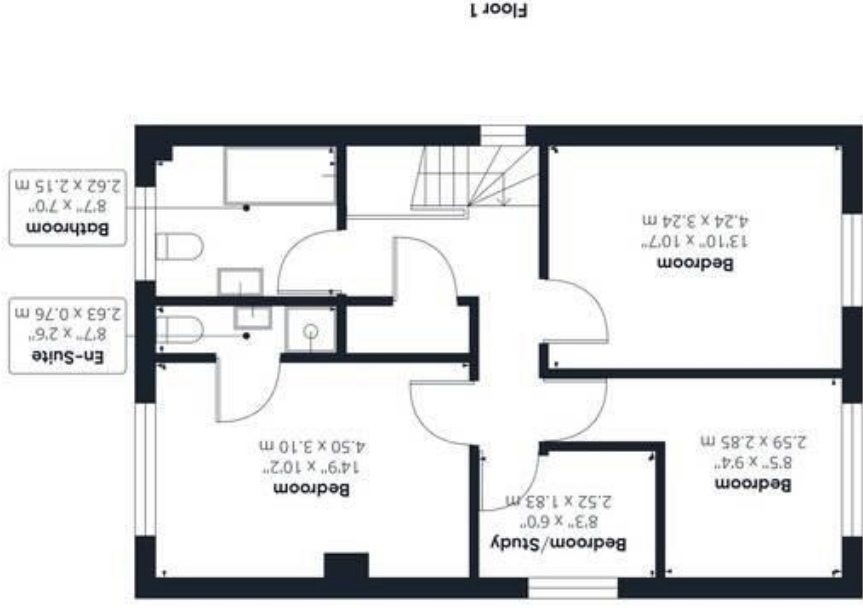 Bedroom
8'5" x 9'4"
2.59 x 2.85 m
Bedroom/Study
8'3" x 6'0"
2.52 x 1.83 m
Bedroom
14'9" x 10'2"
4.50 x 3.10 m
En-Suite
8'7" x 2'6"
2.63 x 0.76 m
Bedroom
13'10" x 10'7"
4.24 x 3.24 m
Bathroom
8'7" x 7'0"
2.62 x 2.15 m
Floor 1